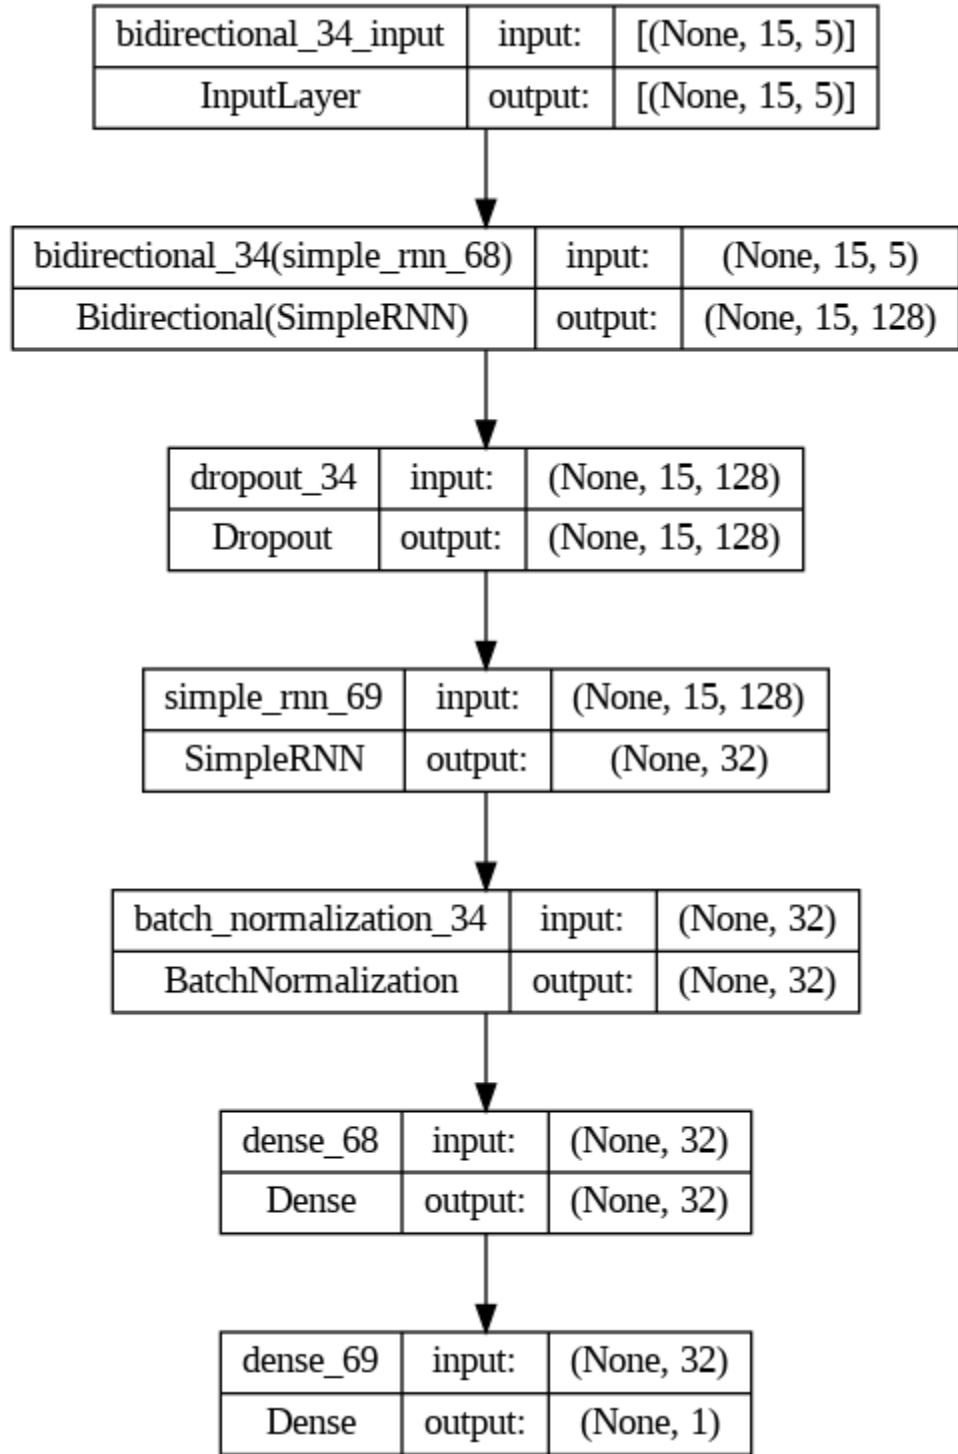 bidirectional_34_input input: [(None, 15, 5)]
InputLayer output: [(None, 15, 5)]
bidirectional_34(simple_rnn_68) input: (None, 15, 5)
Bidirectional(SimpleRNN) output: (None, 15, 128)
dropout_34 input: (None, 15, 128)
Dropout output: (None, 15, 128)
simple_rnn_69 input: (None, 15, 128)
SimpleRNN output: (None, 32)
batch_normalization_34 input: (None, 32)
BatchNormalization output: (None, 32)
dense_68 input: (None, 32)
Dense output: (None, 32)
dense_69 input: (None, 32)
Dense output: (None, 1)